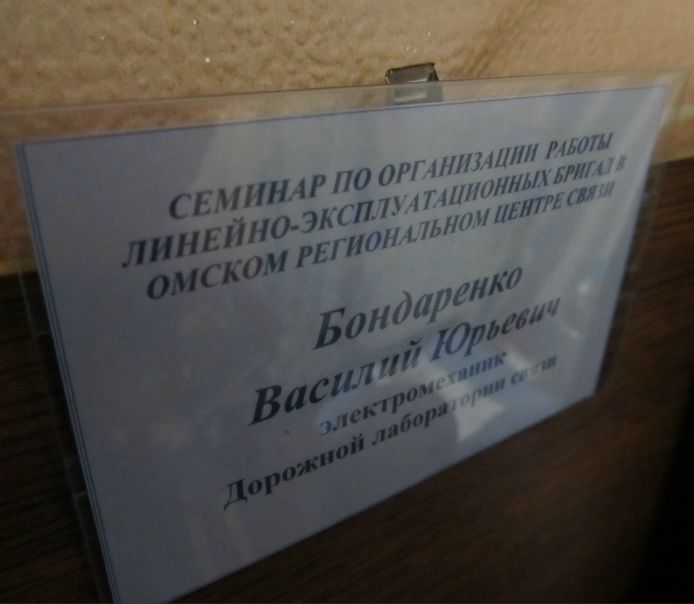 СЕМИНАР ПО ОРГАНИЗАЦИИ РАБОТЫ
ЛИНЕЙНО-ЭКСПЛУАТАЦИОННЫХ БРИГАД В
ОМСКОМ РЕГИОНАЛЬНОМ ЦЕНТРЕ СВЯЗИ
Бондаренко
Василий Юрьевич
электромеханик
Дорожной лаборатории связи